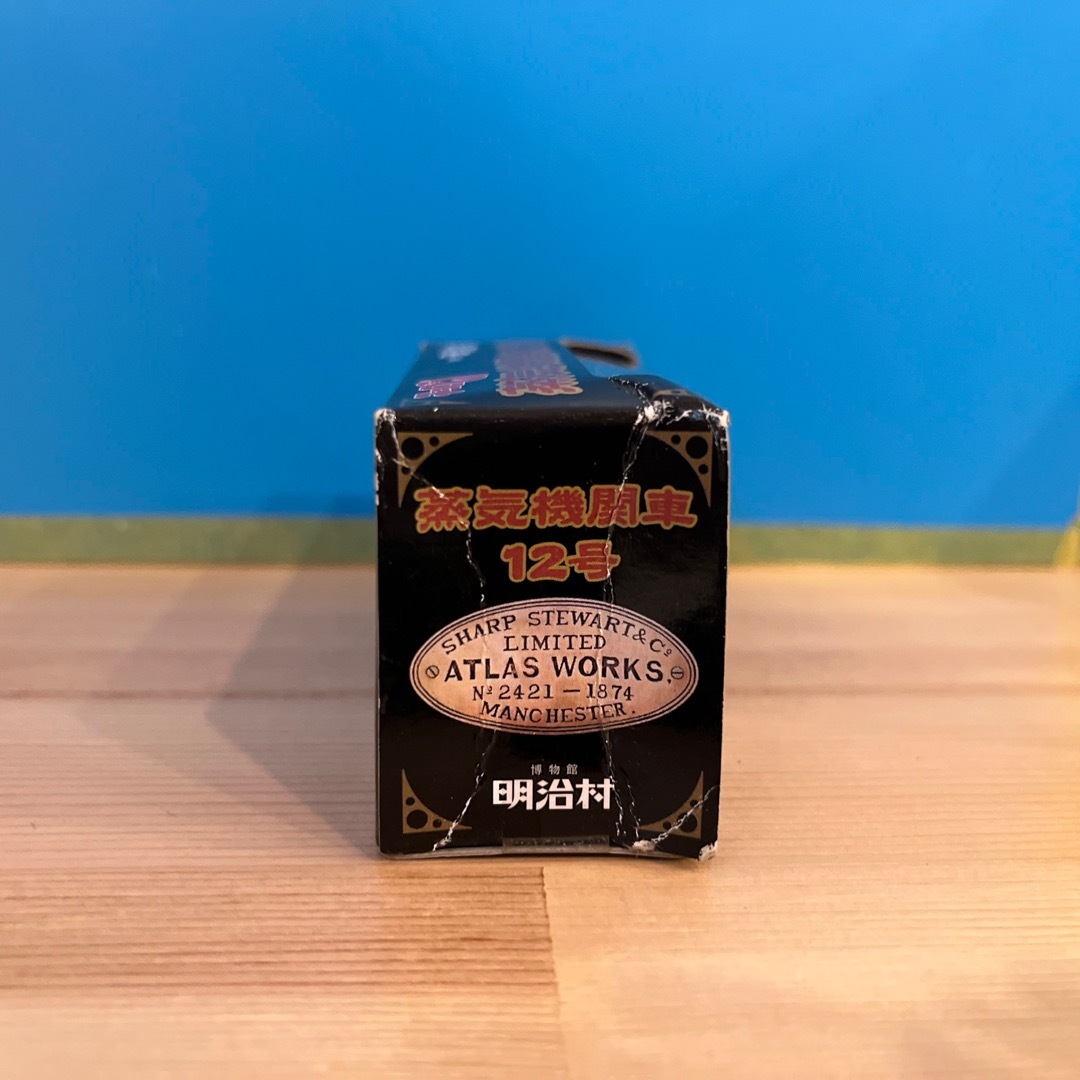 蒸気機関車
12号
SHARP STEWART & Cº
LIMITED
ATLAS WORKS,
Nº 2421 — 1874
MANCHESTER.
博物館
明治村